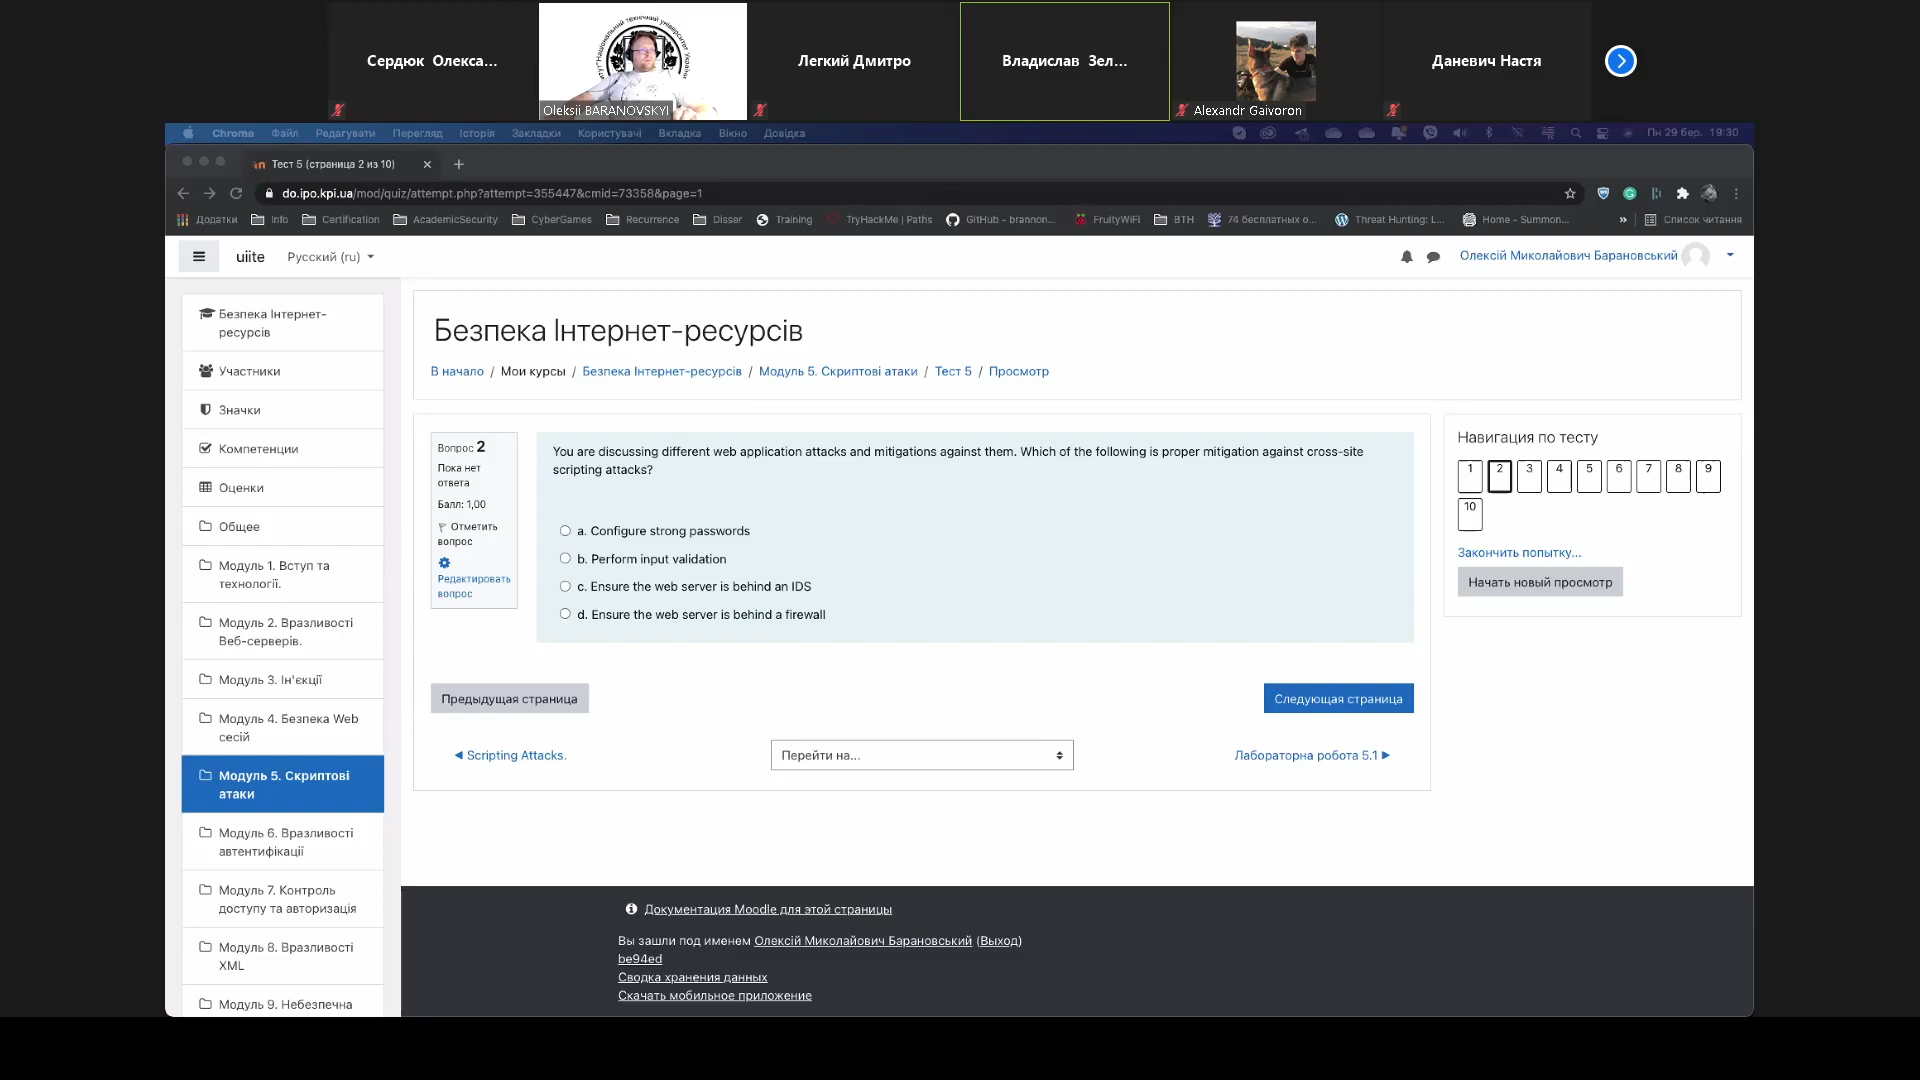 Сердюк Олекса...
Національний технічний університет України
Oleksii BARANOVSKYI
Легкий Дмитро
Владислав Зел...
Alexandr Gaivoron
Даневич Настя
Chrome Файл Редагувати Перегляд Історія Закладки Користувачі Вкладка Вікно Довідка
Пн 29 бер. 19:30
Тест 5 (страница 2 из 10)
do.ipo.kpi.ua/mod/quiz/attempt.php?attempt=355447&cmid=73358&page=1
Додатки Info Certification AcademicSecurity CyberGames Recurrence Disser Training TryHackMe | Paths GitHub - brannon... FruityWiFi BTH 74 бесплатных о... Threat Hunting: L... Home - Summon... » Список читання
uiite Русский (ru)
Олексій Миколайович Барановський
Безпека Інтернет-ресурсів
Участники
Значки
Компетенции
Оценки
Общее
Модуль 1. Вступ та технології.
Модуль 2. Вразливості Веб-серверів.
Модуль 3. Ін'єкції
Модуль 4. Безпека Web сесій
Модуль 5. Скриптові атаки
Модуль 6. Вразливості автентифікації
Модуль 7. Контроль доступу та авторизація
Модуль 8. Вразливості XML
Модуль 9. Небезпечна
Безпека Інтернет-ресурсів
В начало / Мои курсы / Безпека Інтернет-ресурсів / Модуль 5. Скриптові атаки / Тест 5 / Просмотр
Вопрос 2
Пока нет ответа
Балл: 1,00
Отметить вопрос
Редактировать вопрос
You are discussing different web application attacks and mitigations against them. Which of the following is proper mitigation against cross-site
scripting attacks?
a. Configure strong passwords
b. Perform input validation
c. Ensure the web server is behind an IDS
d. Ensure the web server is behind a firewall
Предыдущая страница
Следующая страница
◄ Scripting Attacks.
Перейти на...
Лабораторна робота 5.1 ►
Навигация по тесту
1 2 3 4 5 6 7 8 9
10
Закончить попытку...
Начать новый просмотр
Документация Moodle для этой страницы
Вы зашли под именем Олексій Миколайович Барановський (Выход)
be94ed
Сводка хранения данных
Скачать мобильное приложение